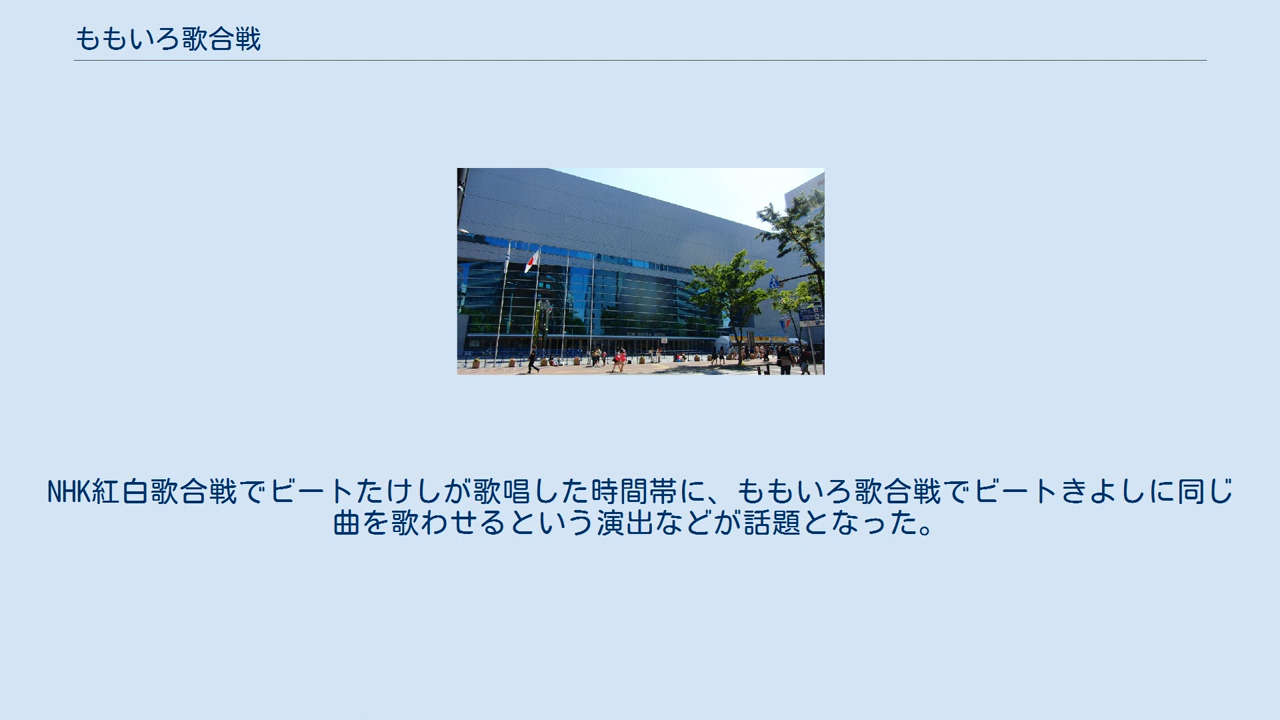 ももいろ歌合戦
NHK紅白歌合戦でビートたけしが歌唱した時間帯に、ももいろ歌合戦でビートきよしに同じ
曲を歌わせるという演出などが話題となった。